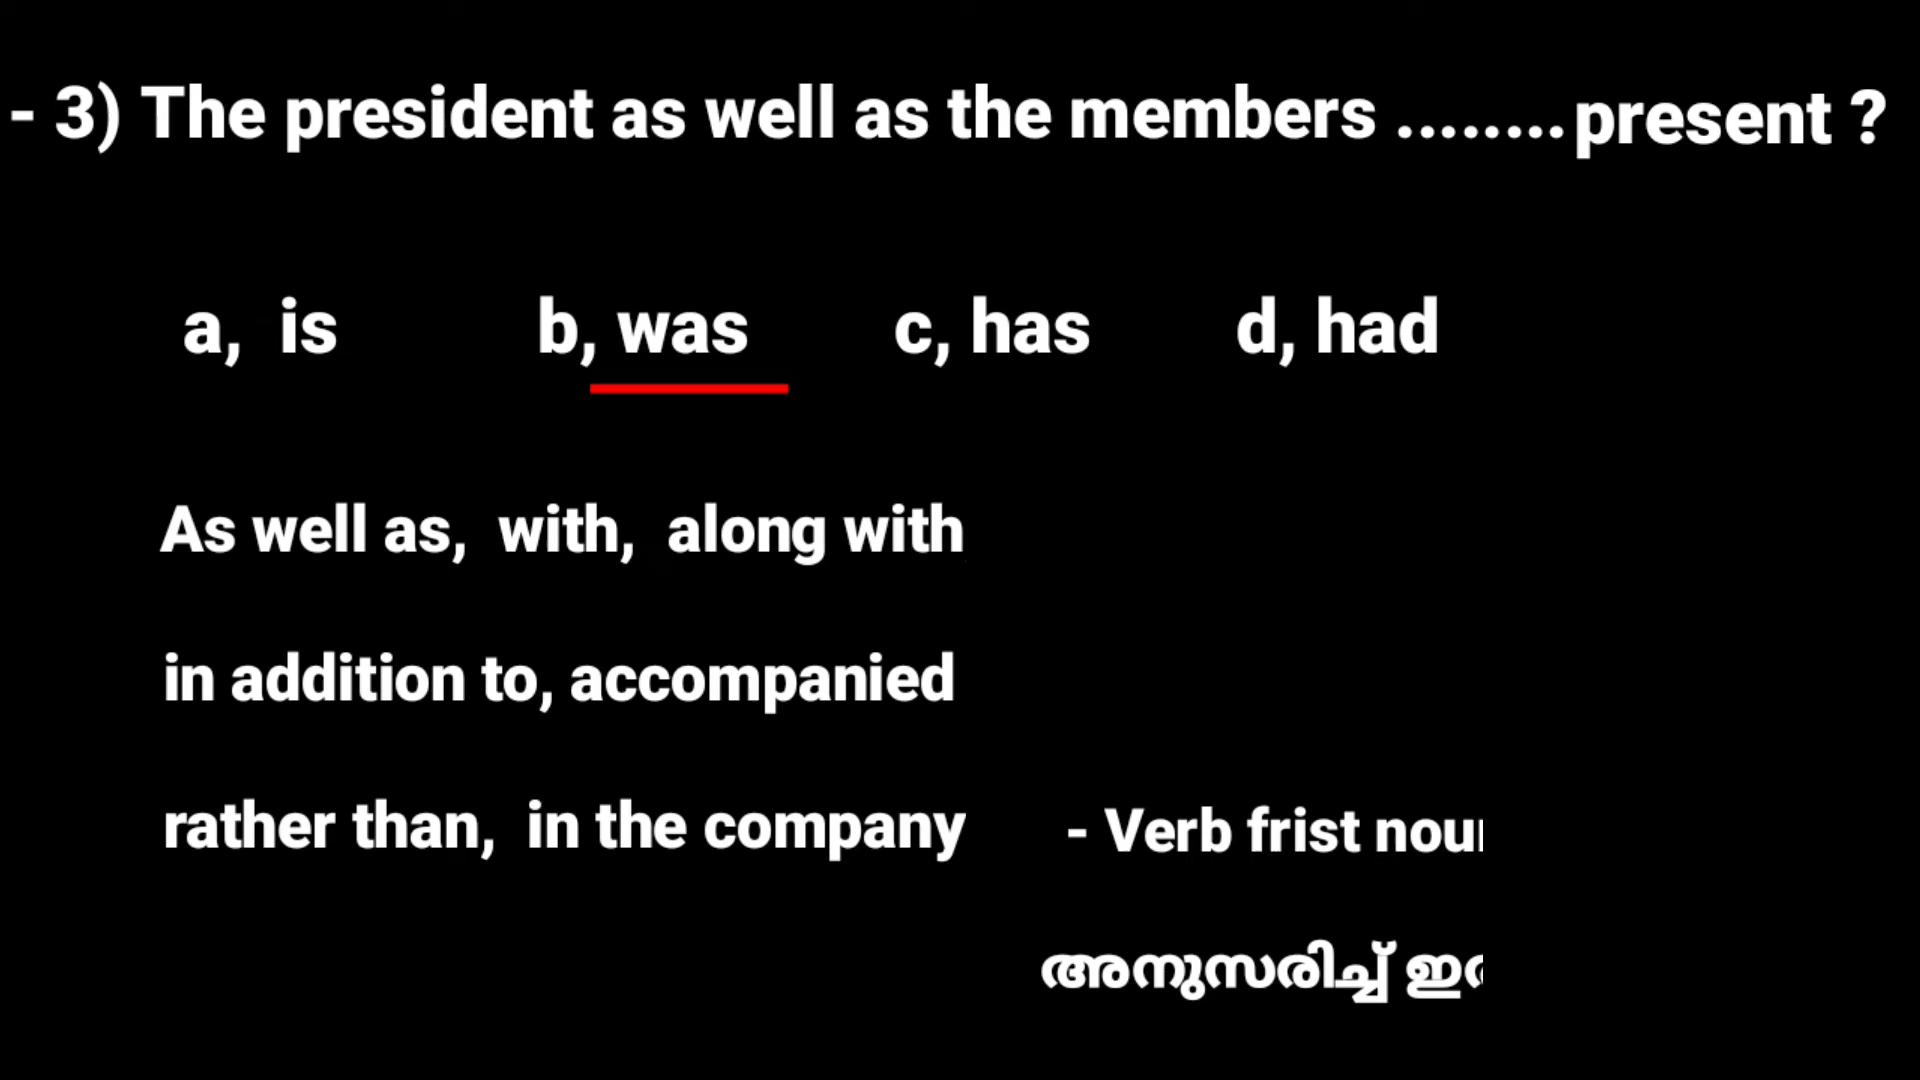 - 3) The president as well as the members ........ present ?
a, is b, was c, has d, had
As well as, with, along with
in addition to, accompanied
rather than, in the company
- Verb frist
അനുസരിച്ച്